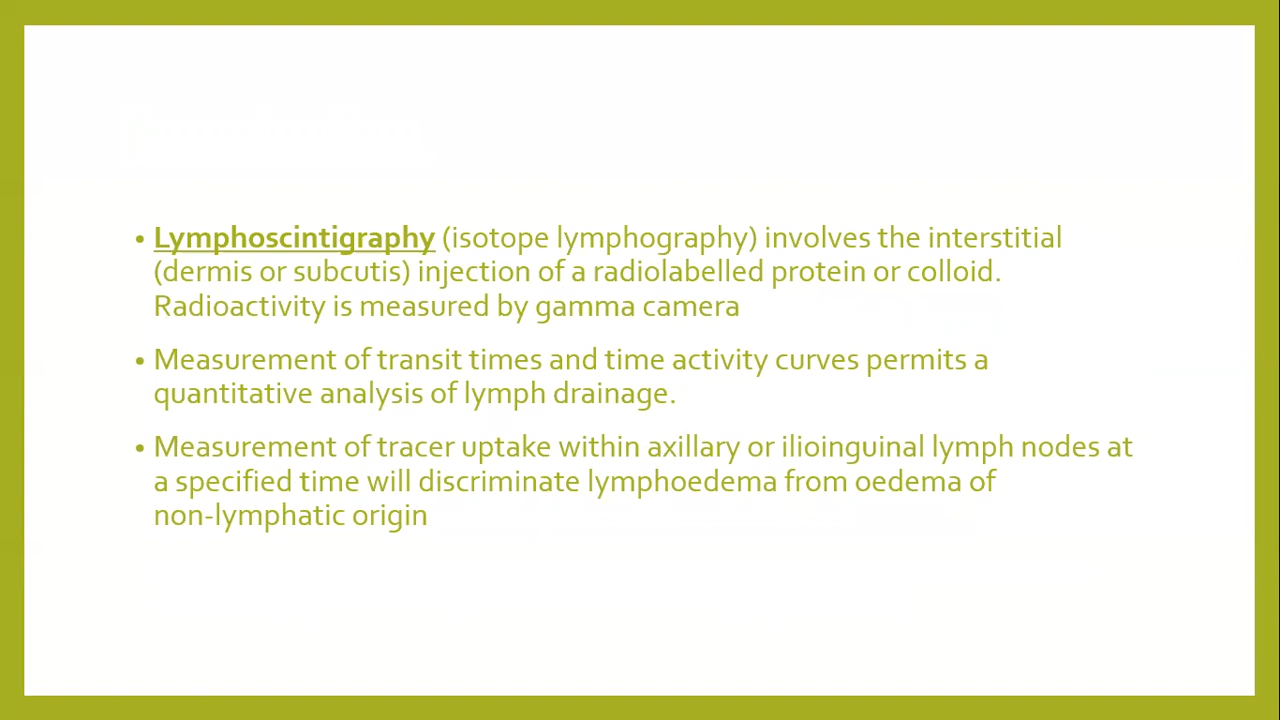 • Lymphoscintigraphy (isotope lymphography) involves the interstitial
(dermis or subcutis) injection of a radiolabelled protein or colloid.
Radioactivity is measured by gamma camera
• Measurement of transit times and time activity curves permits a
quantitative analysis of lymph drainage.
• Measurement of tracer uptake within axillary or ilioinguinal lymph nodes at
a specified time will discriminate lymphoedema from oedema of
non-lymphatic origin